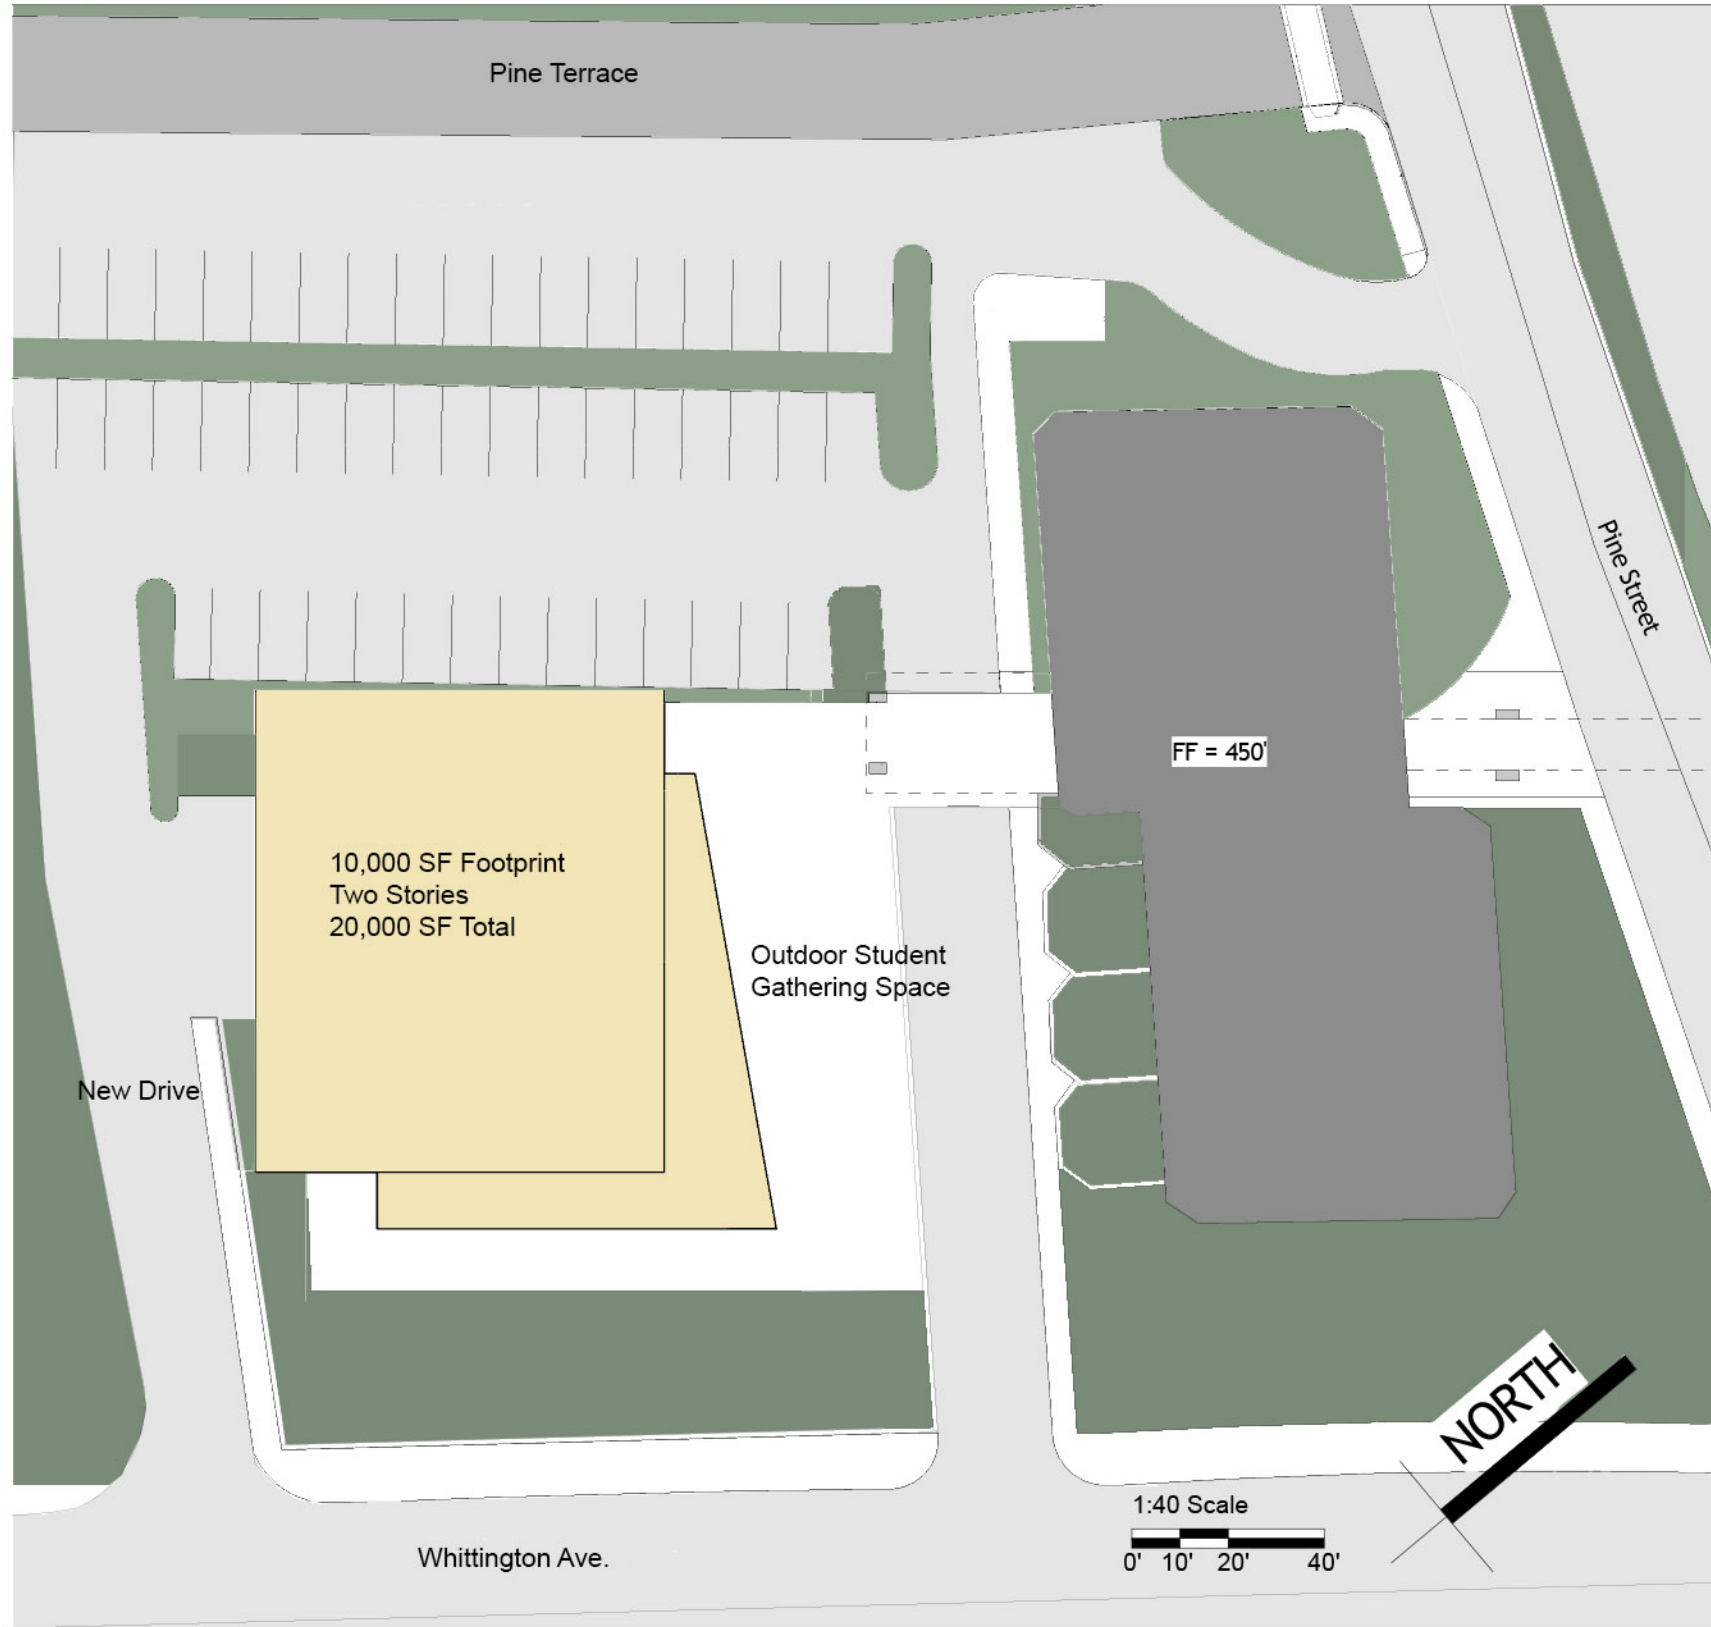 Pine Terrace
Pine Street
FF = 450'
10,000 SF Footprint
Two Stories
20,000 SF Total
Outdoor Student
Gathering Space
New Drive
NORTH
1:40 Scale
0' 10' 20' 40'
Whittington Ave.